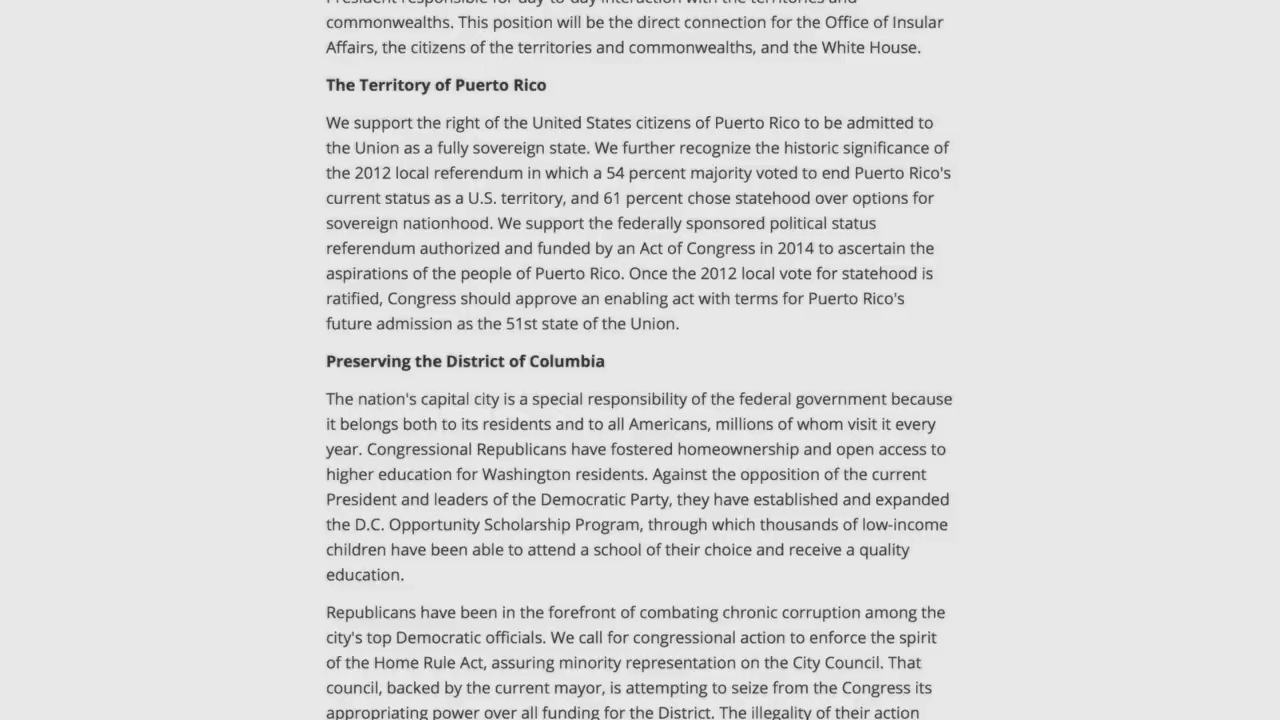 President responsible for day-to-day interaction with the territories and
commonwealths. This position will be the direct connection for the Office of Insular
Affairs, the citizens of the territories and commonwealths, and the White House.
The Territory of Puerto Rico
We support the right of the United States citizens of Puerto Rico to be admitted to
the Union as a fully sovereign state. We further recognize the historic significance of
the 2012 local referendum in which a 54 percent majority voted to end Puerto Rico's
current status as a U.S. territory, and 61 percent chose statehood over options for
sovereign nationhood. We support the federally sponsored political status
referendum authorized and funded by an Act of Congress in 2014 to ascertain the
aspirations of the people of Puerto Rico. Once the 2012 local vote for statehood is
ratified, Congress should approve an enabling act with terms for Puerto Rico's
future admission as the 51st state of the Union.
Preserving the District of Columbia
The nation's capital city is a special responsibility of the federal government because
it belongs both to its residents and to all Americans, millions of whom visit it every
year. Congressional Republicans have fostered homeownership and open access to
higher education for Washington residents. Against the opposition of the current
President and leaders of the Democratic Party, they have established and expanded
the D.C. Opportunity Scholarship Program, through which thousands of low-income
children have been able to attend a school of their choice and receive a quality
education.
Republicans have been in the forefront of combating chronic corruption among the
city's top Democratic officials. We call for congressional action to enforce the spirit
of the Home Rule Act, assuring minority representation on the City Council. That
council, backed by the current mayor, is attempting to seize from the Congress its
appropriating power over all funding for the District. The illegality of their action